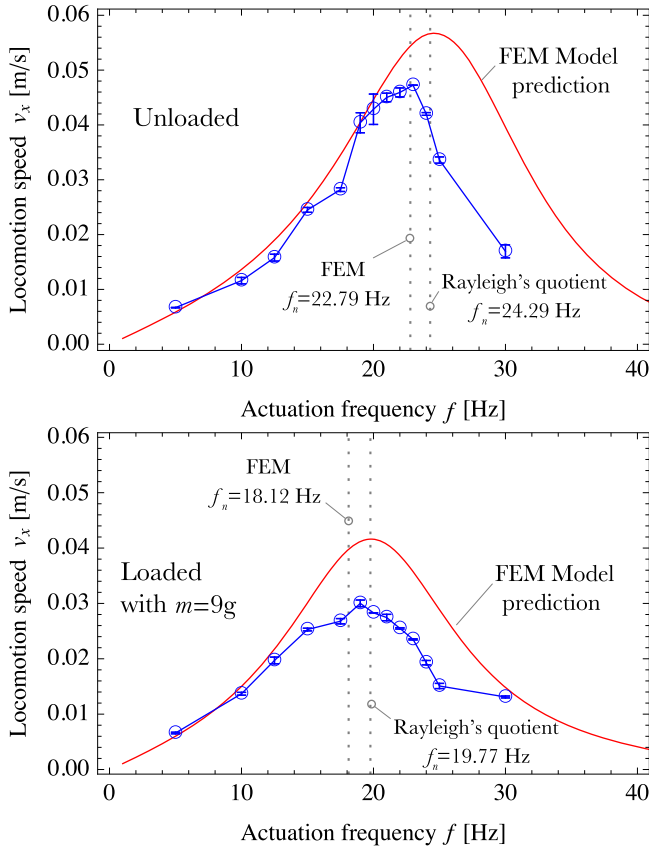 0.06
0.05
0.04
0.03
0.02
0.01
0.00
Locomotion speed vₓ [m/s]
Unloaded
FEM Model
prediction
FEM
fₙ=22.79 Hz
Rayleigh's quotient
fₙ=24.29 Hz
0 10 20 30 40
Actuation frequency f [Hz]
0.06
0.05
0.04
0.03
0.02
0.01
0.00
Locomotion speed vₓ [m/s]
FEM
fₙ=18.12 Hz
Loaded
with m=9g
FEM Model
prediction
Rayleigh's quotient
fₙ=19.77 Hz
0 10 20 30 40
Actuation frequency f [Hz]